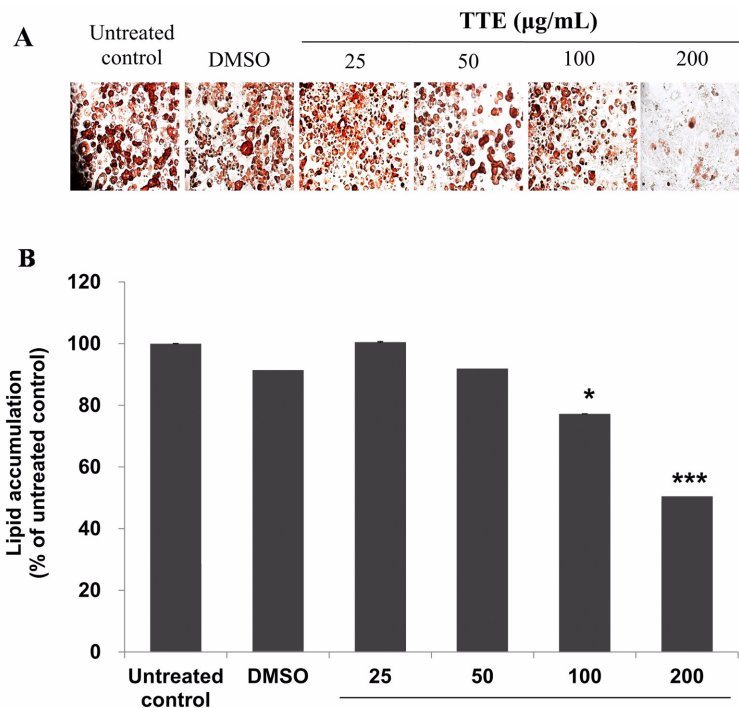 A
Untreated
control
DMSO
TTE (μg/mL)
25
50
100
200
B
Lipid accumulation
(% of untreated control)
120
100
80
60
40
20
0
*
***
Untreated
control
DMSO
25
50
100
200